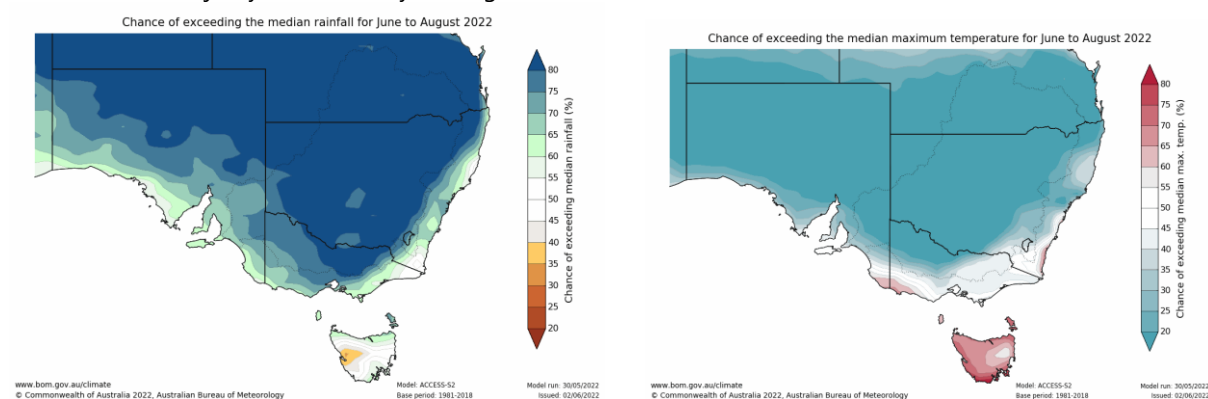 Chance of exceeding the median rainfall for June to August 2022
80
75
70
65
60
55
50
45
40
35
30
25
20
Chance of exceeding median rainfall (%)
www.bom.gov.au/climate
© Commonwealth of Australia 2022, Australian Bureau of Meteorology
Model: ACCESS-S2
Base period: 1981-2018
Model run: 30/05/2022
Issued: 02/06/2022
Chance of exceeding the median maximum temperature for June to August 2022
80
75
70
65
60
55
50
45
40
35
30
25
20
Chance of exceeding median max. temp. (%)
www.bom.gov.au/climate
© Commonwealth of Australia 2022, Australian Bureau of Meteorology
Model: ACCESS-S2
Base period: 1981-2018
Model run: 30/05/2022
Issued: 02/06/2022